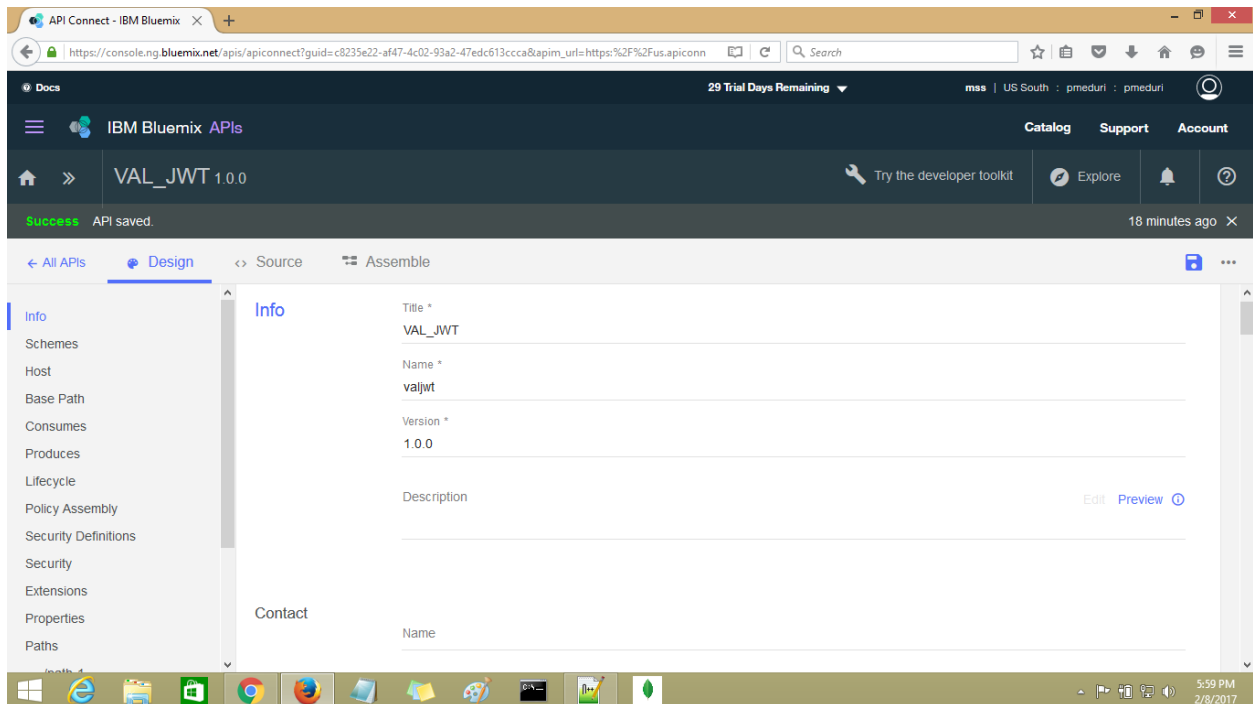 API Connect - IBM Bluemix
https://console.ng.bluemix.net/apis/apiconnect?guid=c8235e22-af47-4c02-93a2-47edc613ccca&apim_url=https:%2F%2Fus.apiconn
Search
Docs
29 Trial Days Remaining
mss | US South : pmeduri : pmeduri
IBM Bluemix APIs
Catalog Support Account
VAL_JWT 1.0.0
Try the developer toolkit
Explore
Success API saved.
18 minutes ago
← All APIs
Design
<> Source
Assemble
Info
Schemes
Host
Base Path
Consumes
Produces
Lifecycle
Policy Assembly
Security Definitions
Security
Extensions
Properties
Paths
Info
Title *
VAL_JWT
Name *
valjwt
Version *
1.0.0
Description
Edit Preview
Contact
Name
5:59 PM
2/8/2017